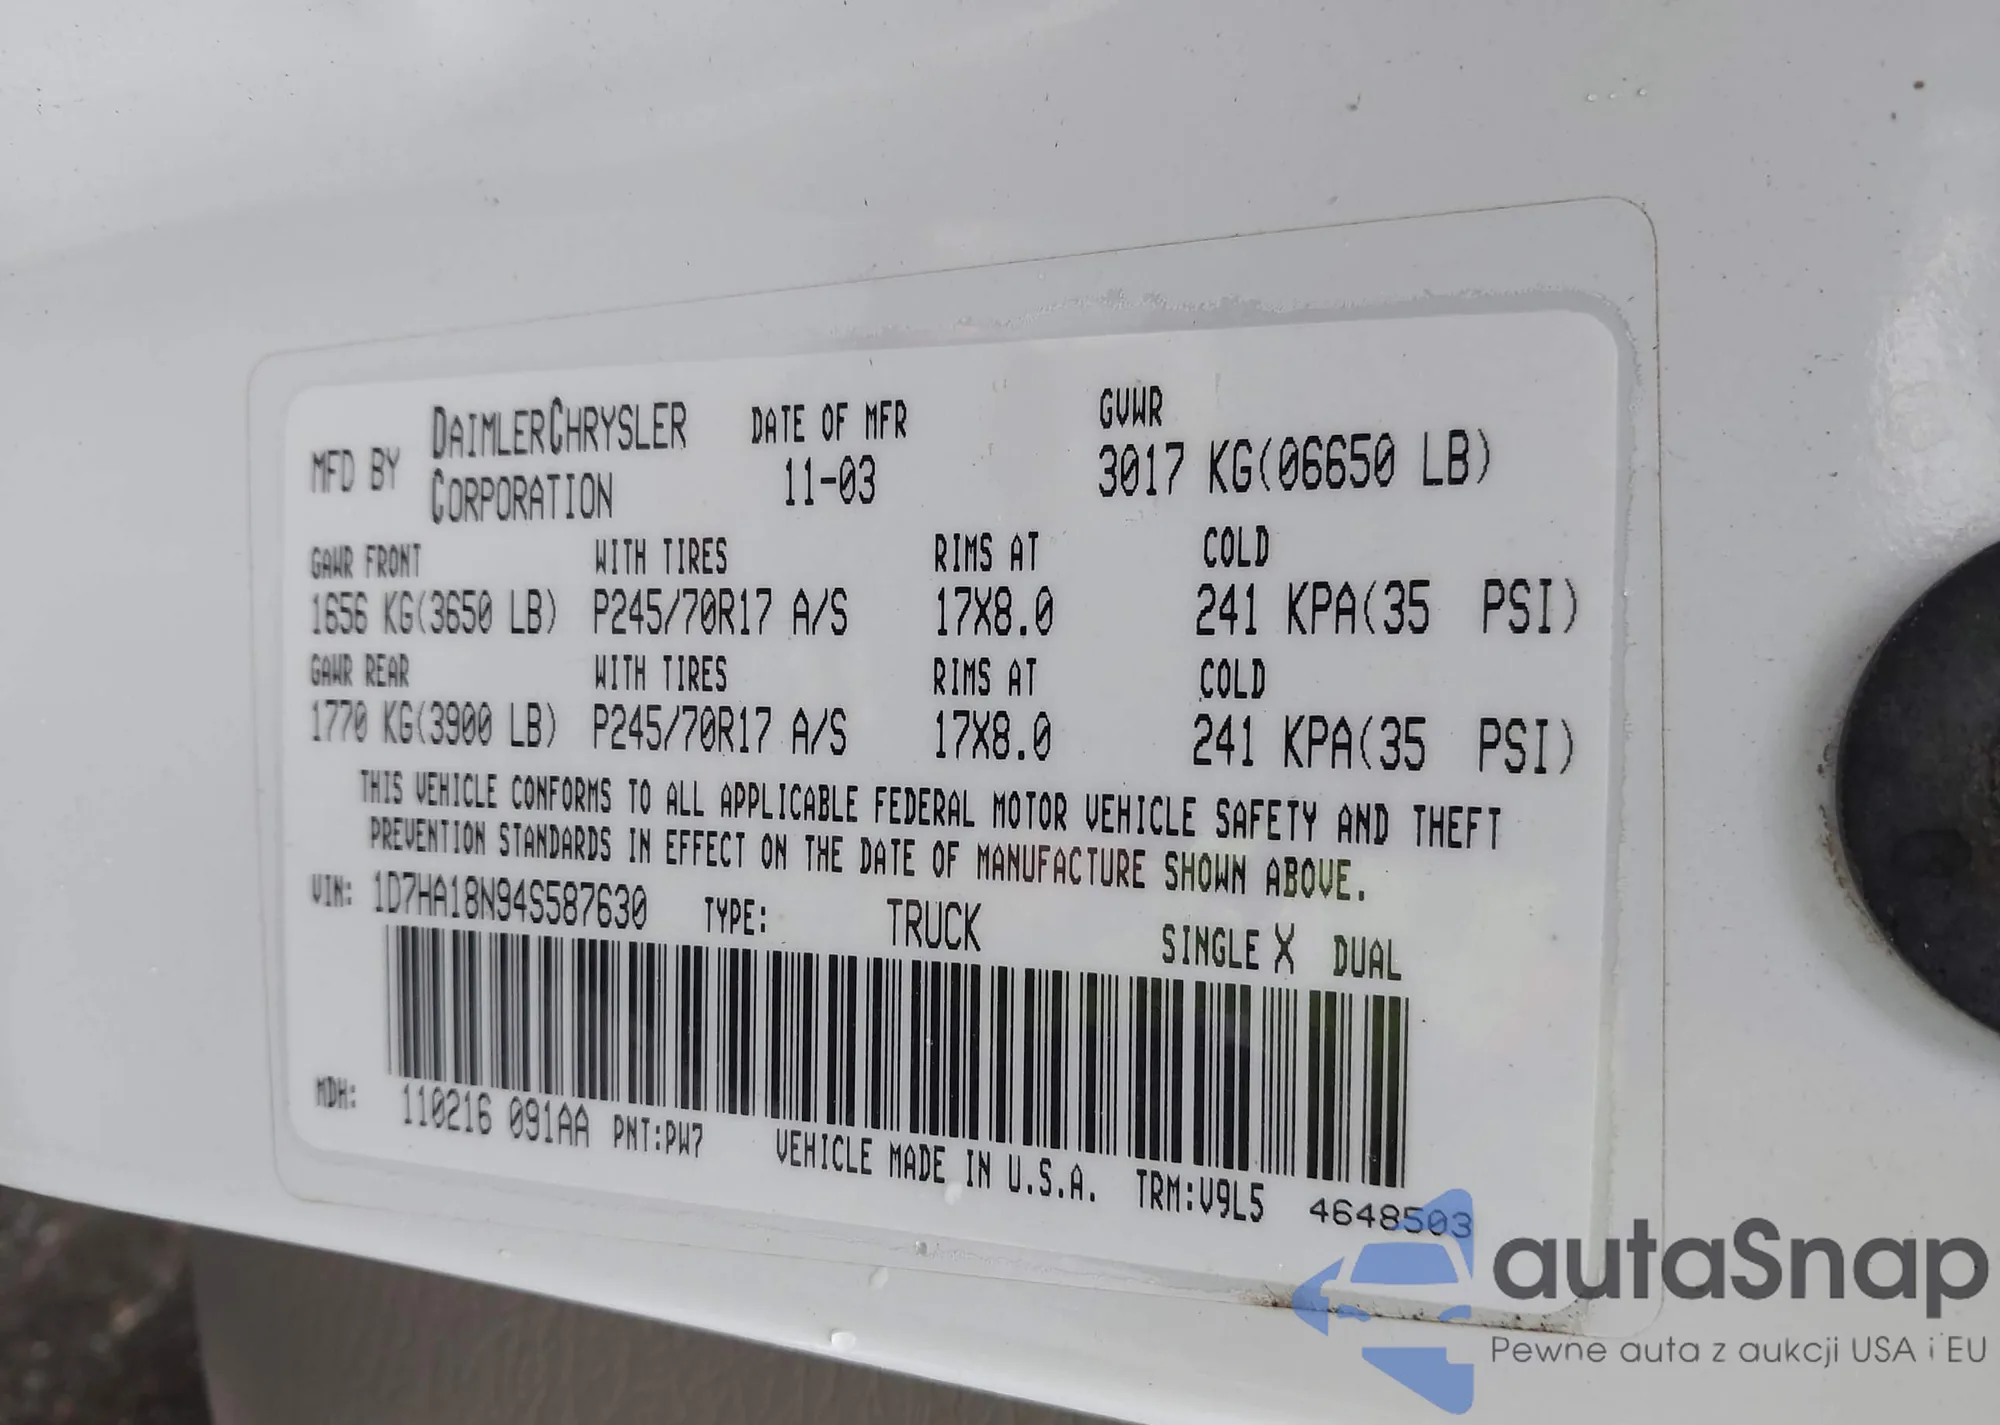 MFD BY DAIMLERCHRYSLER CORPORATION
DATE OF MFR
11-03
GVWR
3017 KG(06650 LB)
GAWR FRONT WITH TIRES RIMS AT COLD
1656 KG(3650 LB) P245/70R17 A/S 17X8.0 241 KPA(35 PSI)
GAWR REAR WITH TIRES RIMS AT COLD
1770 KG(3900 LB) P245/70R17 A/S 17X8.0 241 KPA(35 PSI)
THIS VEHICLE CONFORMS TO ALL APPLICABLE FEDERAL MOTOR VEHICLE SAFETY AND THEFT
PREVENTION STANDARDS IN EFFECT ON THE DATE OF MANUFACTURE SHOWN ABOVE.
VIN: 1D7HA18N94S587630 TYPE: TRUCK SINGLE X DUAL
MDH: 110216 091AA PNT:PW7 VEHICLE MADE IN U.S.A. TRM:V9L5 4648503
autaSnap
Pewne auta z aukcji USA i EU